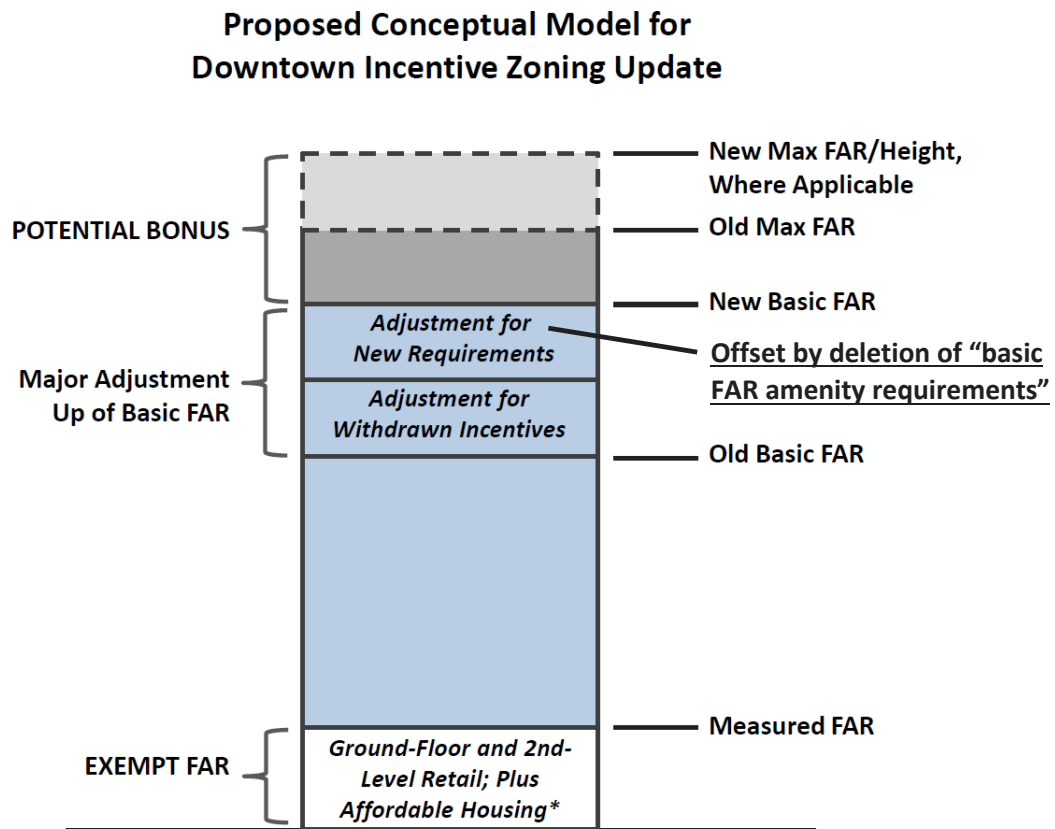 Proposed Conceptual Model for
Downtown Incentive Zoning Update
New Max FAR/Height,
Where Applicable
POTENTIAL BONUS
Old Max FAR
New Basic FAR
Adjustment for
New Requirements
Offset by deletion of “basic
FAR amenity requirements”
Major Adjustment
Up of Basic FAR
Adjustment for
Withdrawn Incentives
Old Basic FAR
Measured FAR
EXEMPT FAR
Ground-Floor and 2nd-
Level Retail; Plus
Affordable Housing*